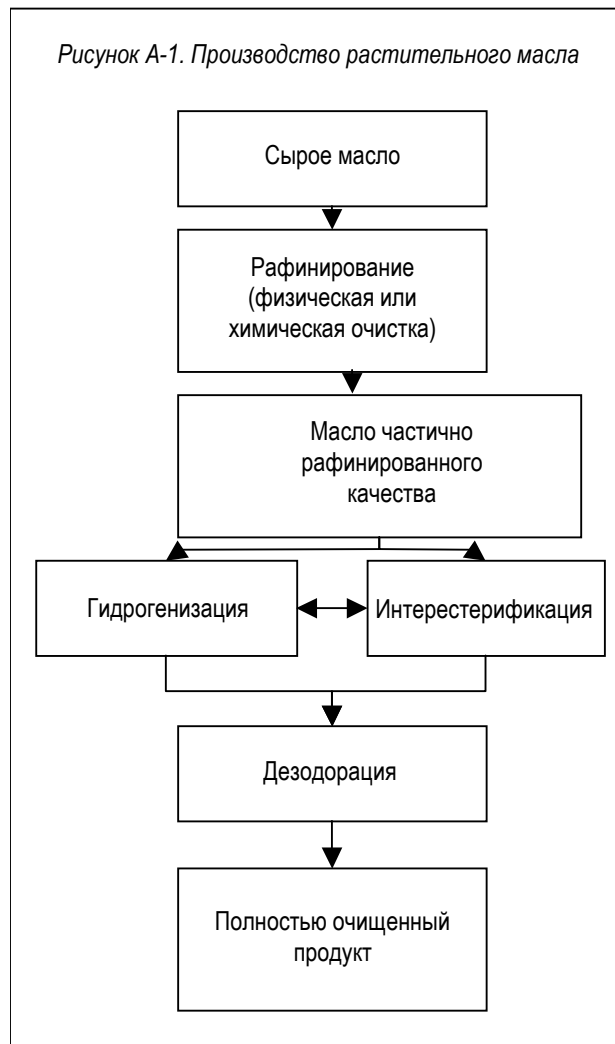 Рисунок А-1. Производство растительного масла
Сырое масло
Рафинирование
(физическая или
химическая очистка)
Масло частично
рафинированного
качества
Гидрогенизация
Интерестерификация
Дезодорация
Полностью очищенный
продукт